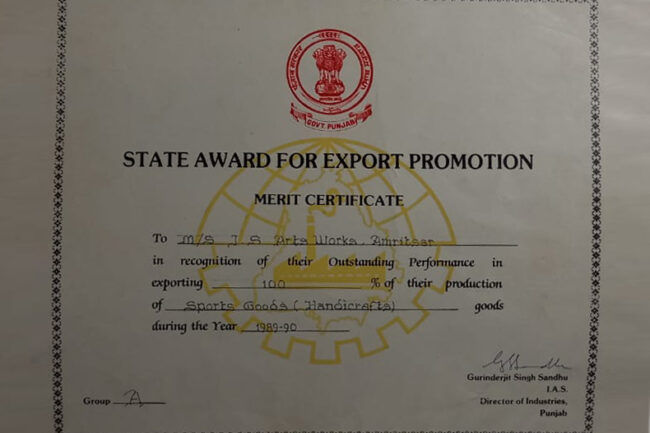 GOVT PUNJAB
STATE AWARD FOR EXPORT PROMOTION
MERIT CERTIFICATE
To M/S J.S Arts Works, Amritsar
in recognition of their Outstanding Performance in
exporting 100 % of their production
of Sports Goods (Handicrafts) goods
during the Year 1989-90
Gurinderjit Singh Sandhu
I.A.S.
Director of Industries,
Punjab
Group A